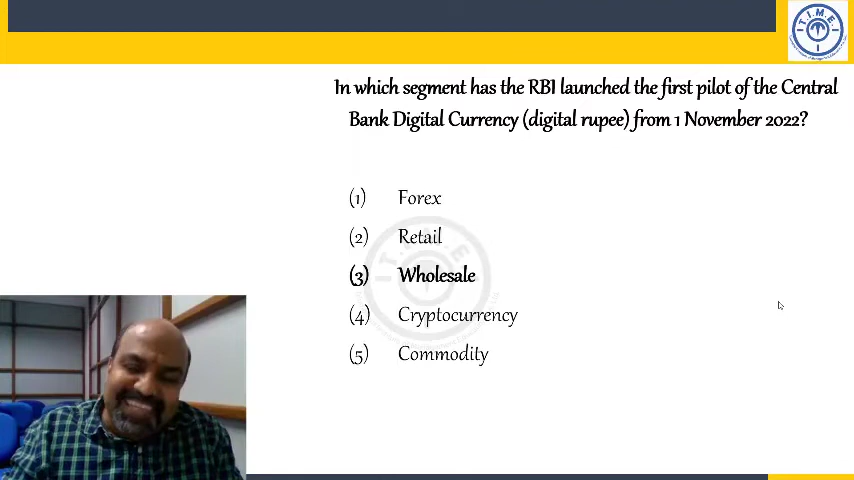 T.I.M.E.
In which segment has the RBI launched the first pilot of the Central
Bank Digital Currency (digital rupee) from 1 November 2022?
(1) Forex
(2) Retail
(3) Wholesale
(4) Cryptocurrency
(5) Commodity